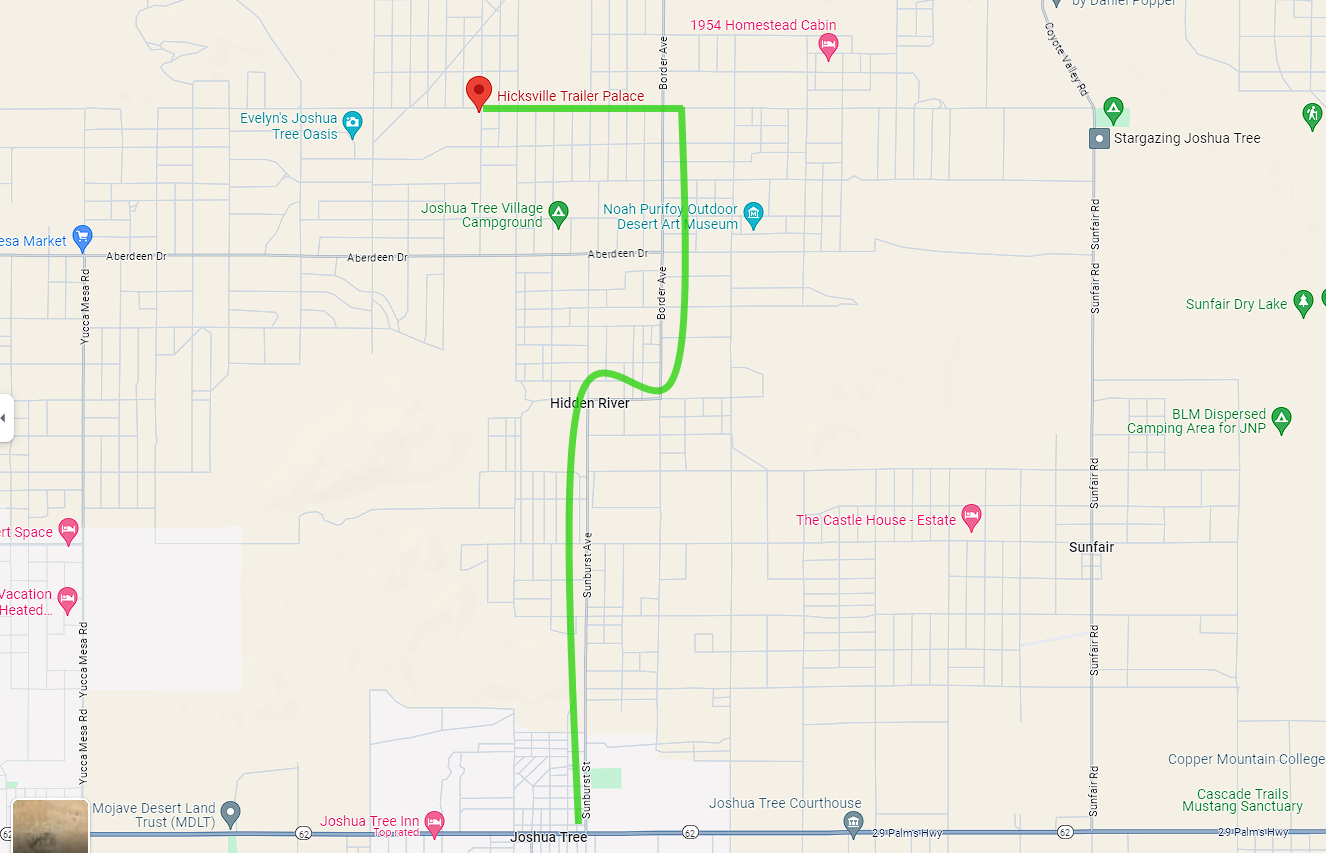 by Daniel Popper
1954 Homestead Cabin
Border Ave
Coyote Valley Rd
Hicksville Trailer Palace
Evelyn's Joshua
Tree Oasis
Stargazing Joshua Tree
Joshua Tree Village
Campground
Noah Purifoy Outdoor
Desert Art Museum
Sunfair Rd
esa Market
Aberdeen Dr
Aberdeen Dr
Aberdeen Dr
Yucca Mesa Rd
Border Ave
Sunfair Rd
Sunfair Dry Lake
Hidden River
BLM Dispersed
Camping Area for JNP
Sunfair Rd
ert Space
The Castle House - Estate
Sunfair
Sunburst Ave
Vacation
Heated...
Yucca Mesa Rd
Sunfair Rd
Yucca Mesa Rd
Sunburst St
Copper Mountain College
Sunfair Rd
Cascade Trails
Mustang Sanctuary
Mojave Desert Land
Trust (MDLT)
Joshua Tree Inn
Top rated
Joshua Tree Courthouse
62
62
Joshua Tree
62
29 Palms Hwy
62
29 Palms Hwy